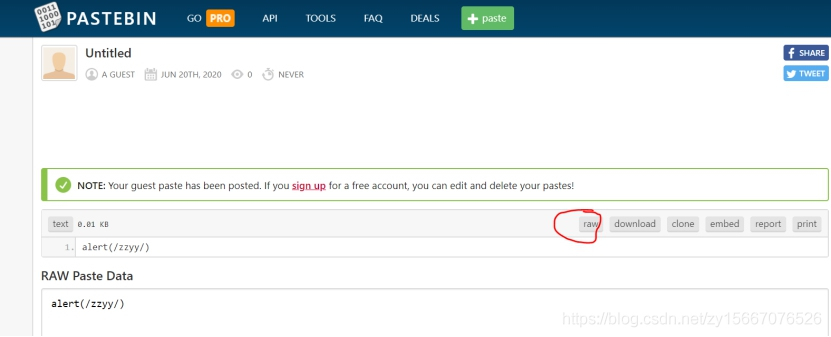 0011
1000
101
PASTEBIN GO PRO API TOOLS FAQ DEALS + paste
Untitled
SHARE
A GUEST JUN 20TH, 2020 0 NEVER
TWEET
NOTE: Your guest paste has been posted. If you sign up for a free account, you can edit and delete your pastes!
text 0.01 KB raw download clone embed report print
1. alert(/zzyy/)
RAW Paste Data
alert(/zzyy/)
https://blog.csdn.net/zy15667076526